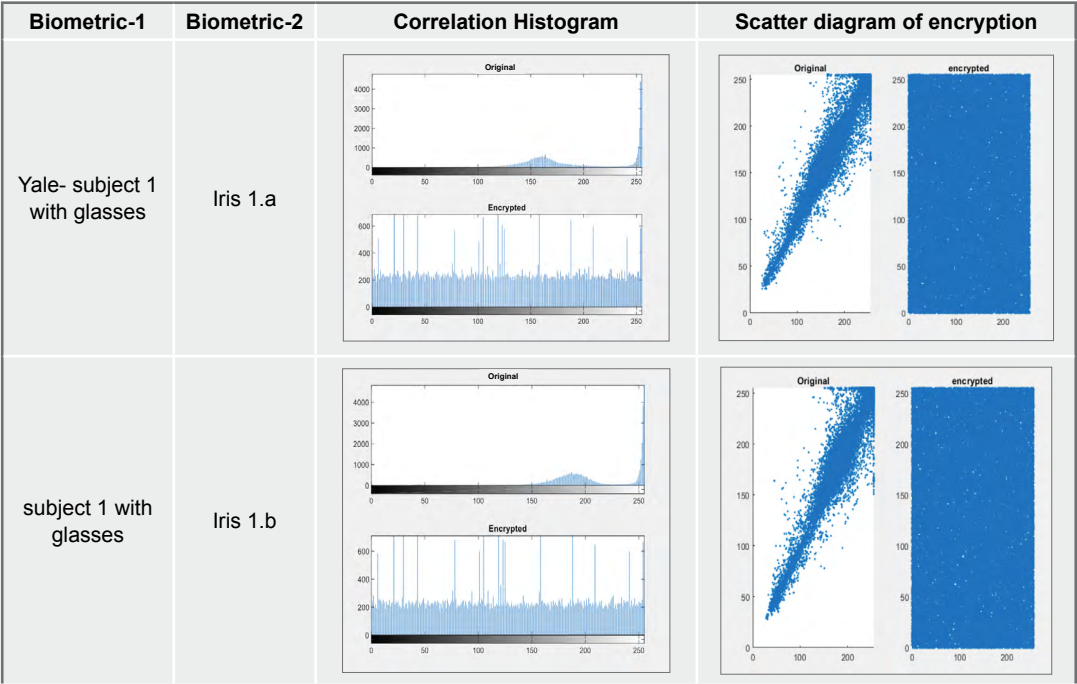 Biometric-1 Biometric-2 Correlation Histogram Scatter diagram of encryption
Yale- subject 1
with glasses
Iris 1.a
Original
4000
3000
2000
1000
0
0 50 100 150 200 250
Encrypted
600
400
200
0
0 50 100 150 200 250
Original
250
200
150
100
50
0
0 100 200
encrypted
250
200
150
100
50
0
0 100 200
subject 1 with
glasses
Iris 1.b
Original
4000
3000
2000
1000
0
0 50 100 150 200 250
Encrypted
600
400
200
0
0 50 100 150 200 250
Original
250
200
150
100
50
0
0 100 200
encrypted
250
200
150
100
50
0
0 100 200